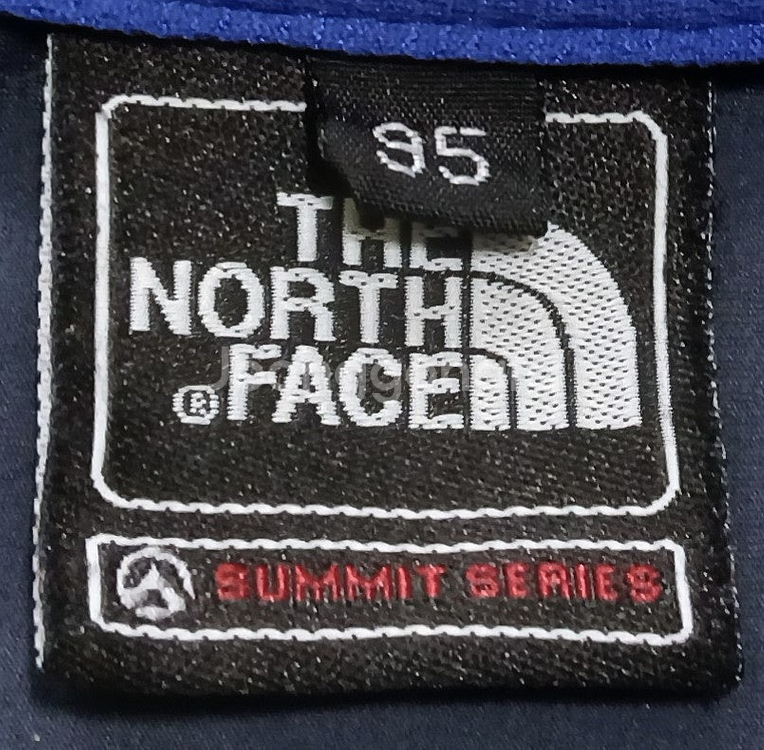 95
THE
NORTH
®FACE
SUMMIT SERIES